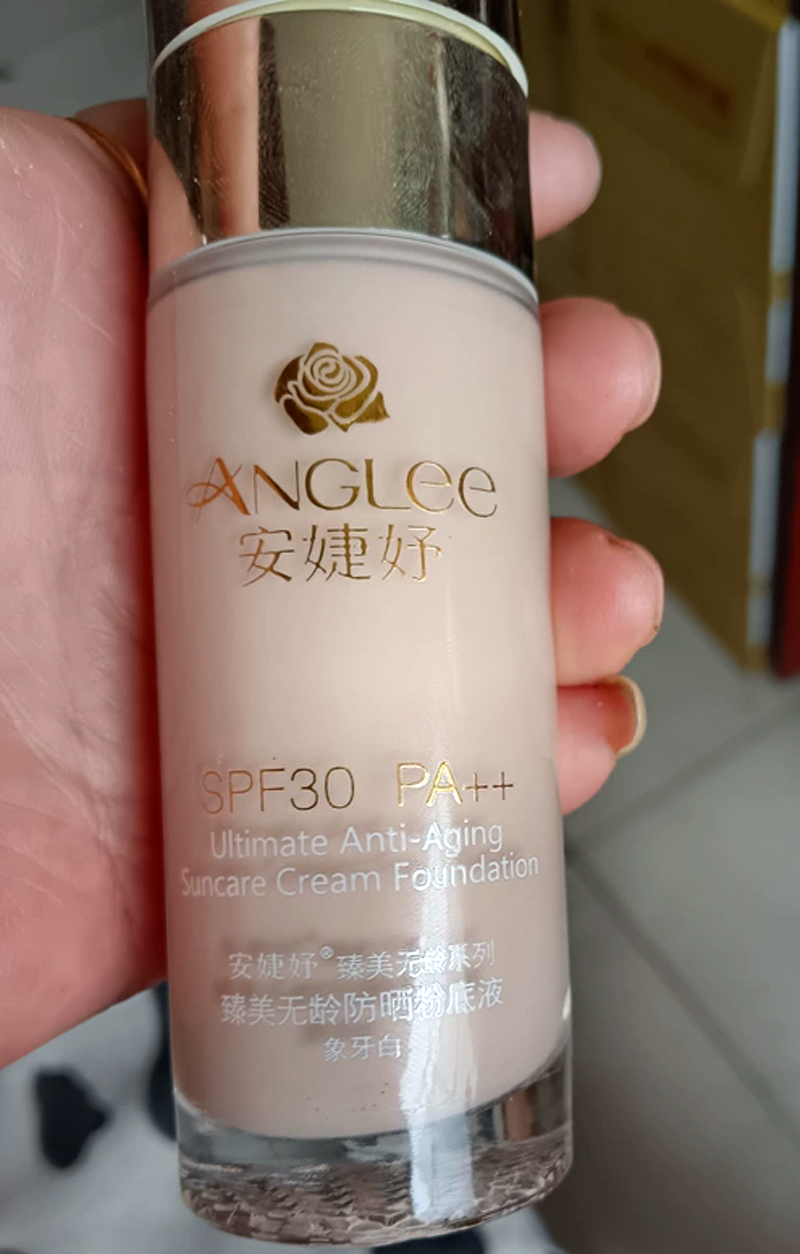 ANGLee
安婕妤
SPF30 PA++
Ultimate Anti-Aging
Suncare Cream Foundation
安婕妤®臻美无龄系列
臻美无龄防晒粉底液
象牙白